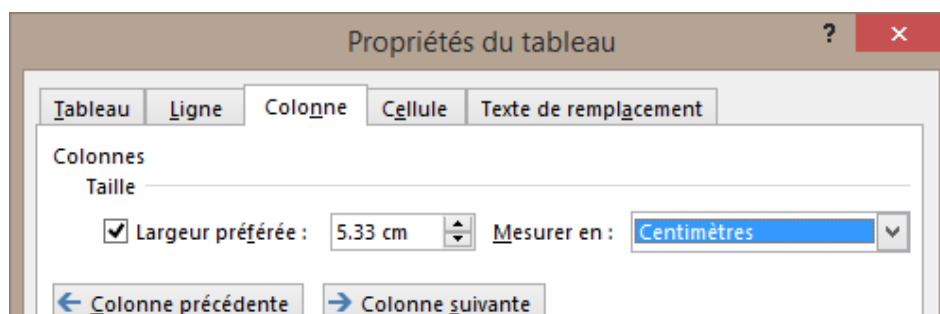 Propriétés du tableau ? ×
Tableau Ligne Colonne Cellule Texte de remplacement
Colonnes
Taille
Largeur préférée : 5.33 cm Mesurer en : Centimètres
Colonne précédente Colonne suivante